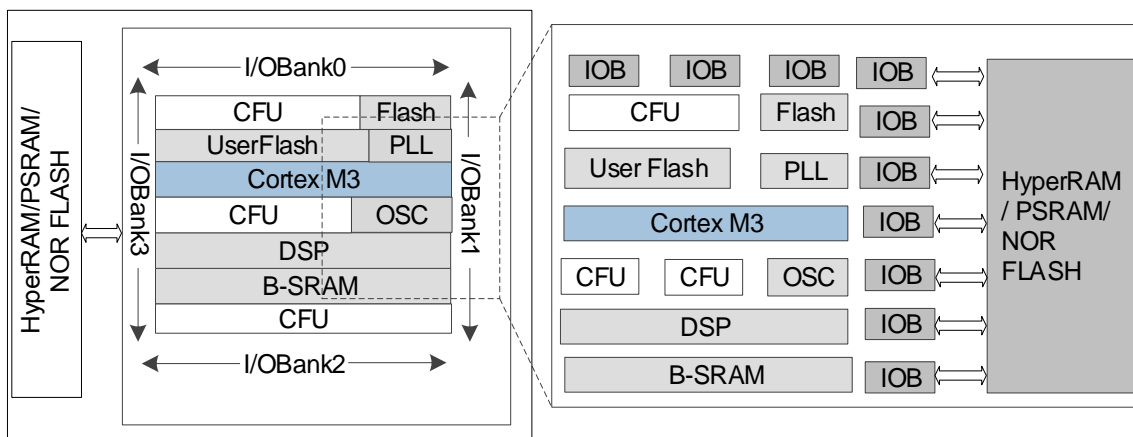 HyperRAM/PSRAM/
NOR FLASH
I/OBank0
I/OBank3
CFU
Flash
UserFlash
PLL
Cortex M3
CFU
OSC
DSP
B-SRAM
CFU
I/OBank1
I/OBank2
IOB
IOB
IOB
IOB
CFU
Flash
IOB
User Flash
PLL
IOB
Cortex M3
IOB
CFU
CFU
OSC
IOB
DSP
IOB
B-SRAM
IOB
HyperRAM
/ PSRAM/
NOR
FLASH